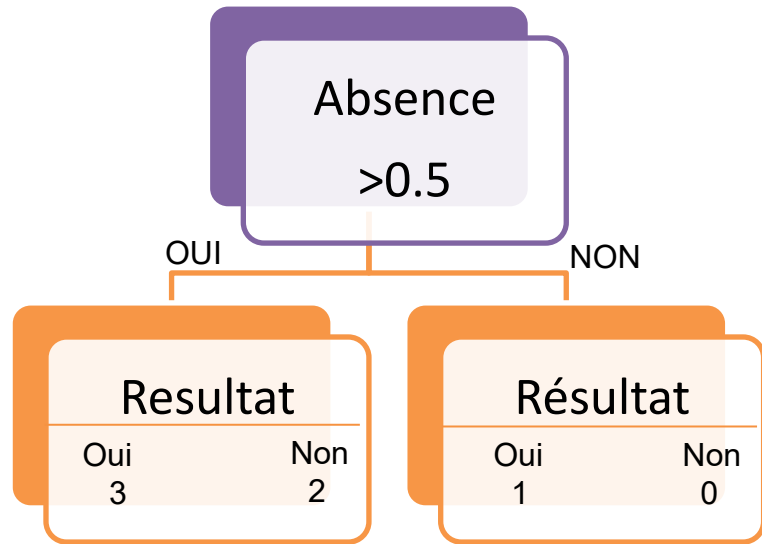 Absence
>0.5
OUI
NON
Resultat
Oui Non
3 2
Résultat
Oui Non
1 0